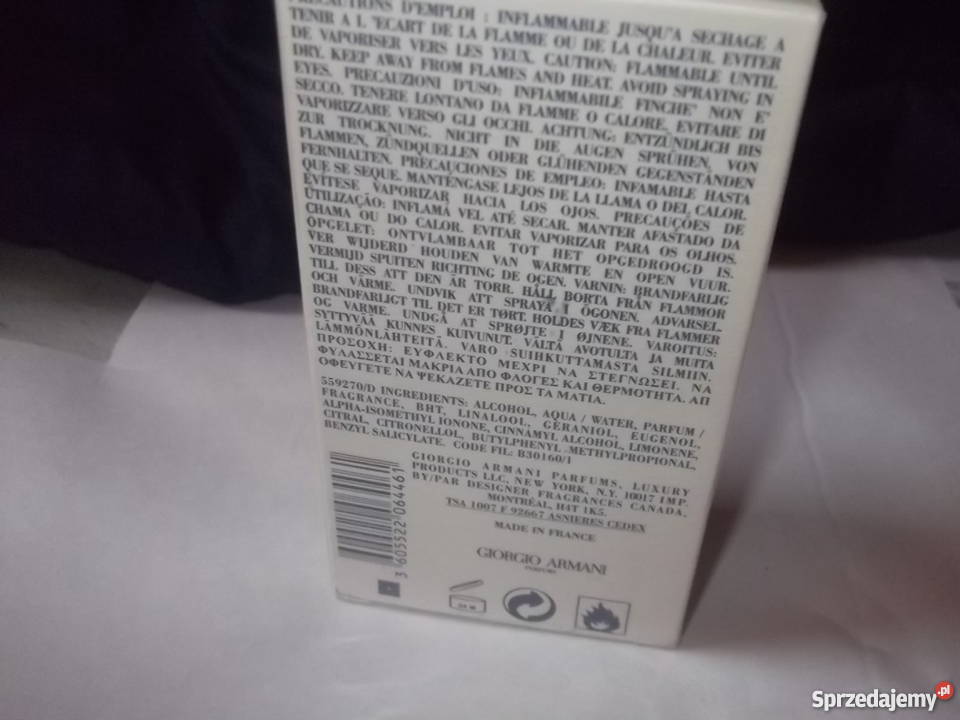 PRECAUTIONS D'EMPLOI : INFLAMMABLE JUSQU'A SECHAGE A
TENIR A L 'ECART DE LA FLAMME OU DE LA CHALEUR. EVITER
DE VAPORISER VERS LES YEUX. CAUTION: FLAMMABLE UNTIL
DRY. KEEP AWAY FROM FLAMES AND HEAT. AVOID SPRAYING IN
EYES. PRECAUZIONI D'USO: INFIAMMABILE FINCHE' NON E'
SECCO. TENERE LONTANO DA FLAMME O CALORE. EVITARE DI
VAPORIZZARE VERSO GLI OCCHI. ACHTUNG: ENTZÜNDLICH BIS
ZUR TROCKNUNG. NICHT IN DIE AUGEN SPRÜHEN. VON
FLAMMEN, ZÜNDQUELLEN ODER GLÜHENDEN GEGENSTÄNDEN
FERNHALTEN. PRECAUCIONES DE EMPLEO: INFAMABLE HASTA
QUE SE SEQUE. MANTÉNGASE LEJOS DE LA LLAMA O DEL CALOR.
EVÍTESE VAPORIZAR HACIA LOS OJOS. PRECAUÇÕES DE
UTILIZAÇÃO: INFLAMÁ VEL ATÉ SECAR. MANTER AFASTADO DA
CHAMA OU DO CALOR. EVITAR VAPORIZAR PARA OS OLHOS.
OPGELET: ONTVLAMBAAR TOT HET OPGEDROOGD IS.
VER WIJDERD HOUDEN VAN WARMTE EN OPEN VUUR.
VERMIJD SPUITEN RICHTING DE OGEN. VARNIN: BRANDFARLIG
TILL DESS ATT DEN ÄR TORR. HÅLL BORTA FRÅN FLAMMOR
OCH VÄRME. UNDVIK ATT SPRAYA I ÖGONEN. ADVARSEL.
BRANDFARLIGT TIL DET ER TØRT. HOLDES VÆK FRA FLAMMER
OG VARME. UNDGÅ AT SPRØJTE I ØJNENE. VAROITUS:
SYTTYVÄÄ KUNNES KUIVUNUT. VÄLTÄ AVOTULTA JA MUITA
LÄMMÖNLÄHTEITÄ. VARO SUIHKUTTAMASTA SILMIIN.
ΠΡΟΣΟΧΗ: ΕΥΦΛΕΚΤΟ ΜΕΧΡΙ ΝΑ ΣΤΕΓΝΩΣΕΙ. ΝΑ
ΦΥΛΑΣΣΕΤΑΙ ΜΑΚΡΙΑ ΑΠΟ ΦΛΟΓΕΣ ΚΑΙ ΘΕΡΜΟΤΗΤΑ. ΑΠ
ΟΦΕΥΓΕΤΕ ΝΑ ΨΕΚΑΖΕΤΕ ΠΡΟΣ ΤΑ ΜΑΤΙΑ.
559270/D INGREDIENTS: ALCOHOL, AQUA / WATER, PARFUM /
FRAGRANCE, BHT, LINALOOL, GERANIOL, EUGENOL,
ALPHA-ISOMETHYL IONONE, CINNAMYL ALCOHOL, LIMONENE,
CITRAL, CITRONELLOL, BUTYLPHENYL METHYLPROPIONAL,
BENZYL SALICYLATE. CODE FIL: B30160/1
GIORGIO ARMANI PARFUMS, LUXURY
PRODUCTS LLC, NEW YORK, N.Y. 10017 IMP.
BY/PAR DESIGNER FRAGRANCES CANADA,
MONTRÉAL, H4T 1K5.
TSA 1007 F 92667 ASNIERES CEDEX
MADE IN FRANCE
GIORGIO ARMANI
PARFUMS
3 605522 064461
Sprzedajemy.pl